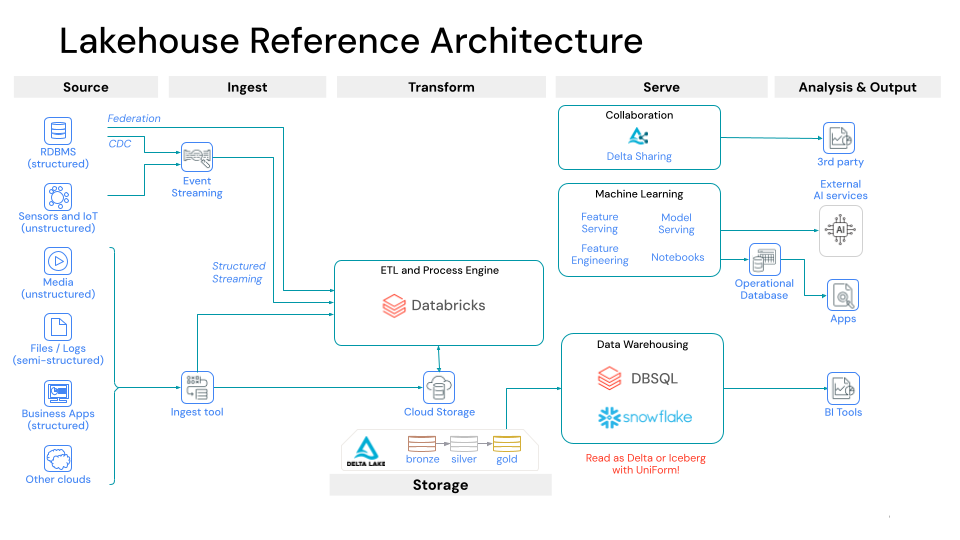 Lakehouse Reference Architecture
Source
Ingest
Transform
Serve
Analysis & Output
Federation
CDC
RDBMS
(structured)
Sensors and IoT
(unstructured)
Media
(unstructured)
Files / Logs
(semi-structured)
Business Apps
(structured)
Other clouds
Event
Streaming
Structured
Streaming
Ingest tool
ETL and Process Engine
Databricks
Cloud Storage
DELTA LAKE
bronze
silver
gold
Storage
Collaboration
Delta Sharing
Machine Learning
Feature
Serving
Model
Serving
Feature
Engineering
Notebooks
Operational
Database
Data Warehousing
DBSQL
snowflake
Read as Delta or Iceberg
with UniForm!
3rd party
External
AI services
AI
Apps
BI Tools